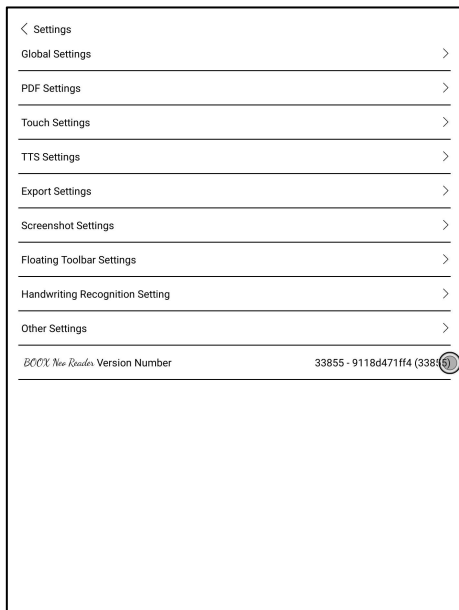 Settings
Global Settings
PDF Settings
Touch Settings
TTS Settings
Export Settings
Screenshot Settings
Floating Toolbar Settings
Handwriting Recognition Setting
Other Settings
BOOX Neo Reader Version Number 33855 - 9118d471ff4 (33855)